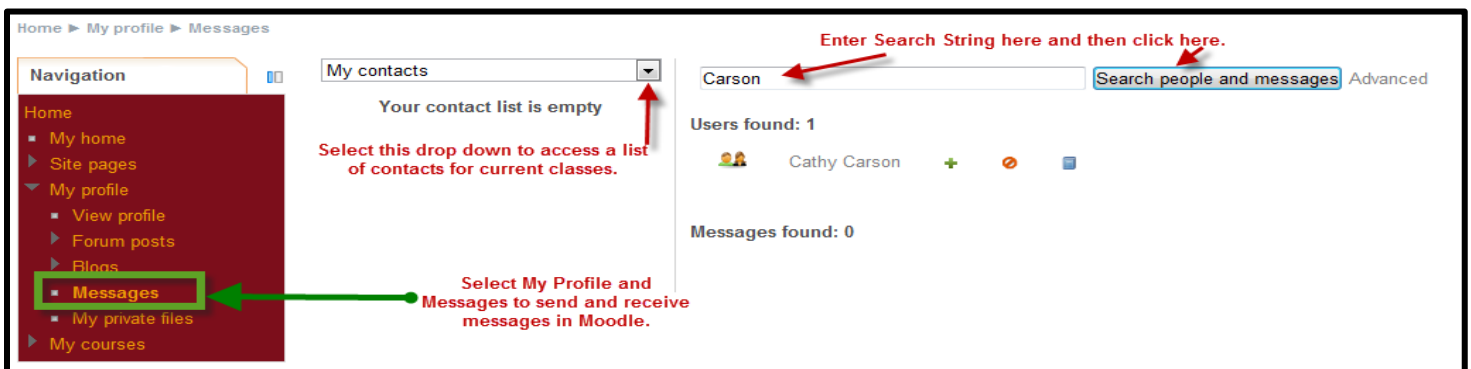 Home ► My profile ► Messages
Enter Search String here and then click here.
Navigation
Home
My home
Site pages
My profile
View profile
Forum posts
Blogs
Messages
My private files
My courses
My contacts
Your contact list is empty
Select this drop down to access a list
of contacts for current classes.
Select My Profile and
Messages to send and receive
messages in Moodle.
Carson
Search people and messages
Advanced
Users found: 1
Cathy Carson
Messages found: 0